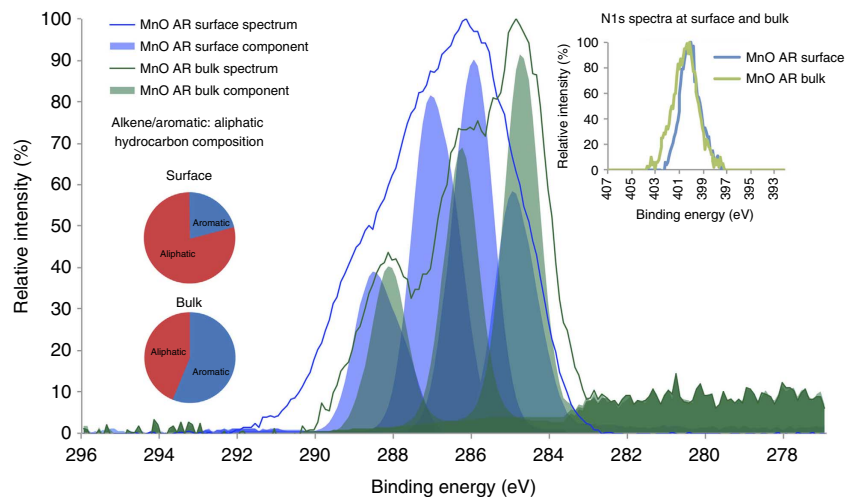 N1s spectra at surface and bulk
MnO AR surface spectrum
MnO AR surface component
MnO AR bulk spectrum
MnO AR bulk component
Alkene/aromatic: aliphatic
hydrocarbon composition
Surface
Aromatic
Aliphatic
Bulk
Aliphatic
Aromatic
Relative intensity (%)
100
90
80
70
60
50
40
30
20
10
0
296 294 292 290 288 286 284 282 280 278
Binding energy (eV)
MnO AR surface
MnO AR bulk
Relative intensity (%)
100
80
60
40
20
0
407 405 403 401 399 397 395 393
Binding energy (eV)